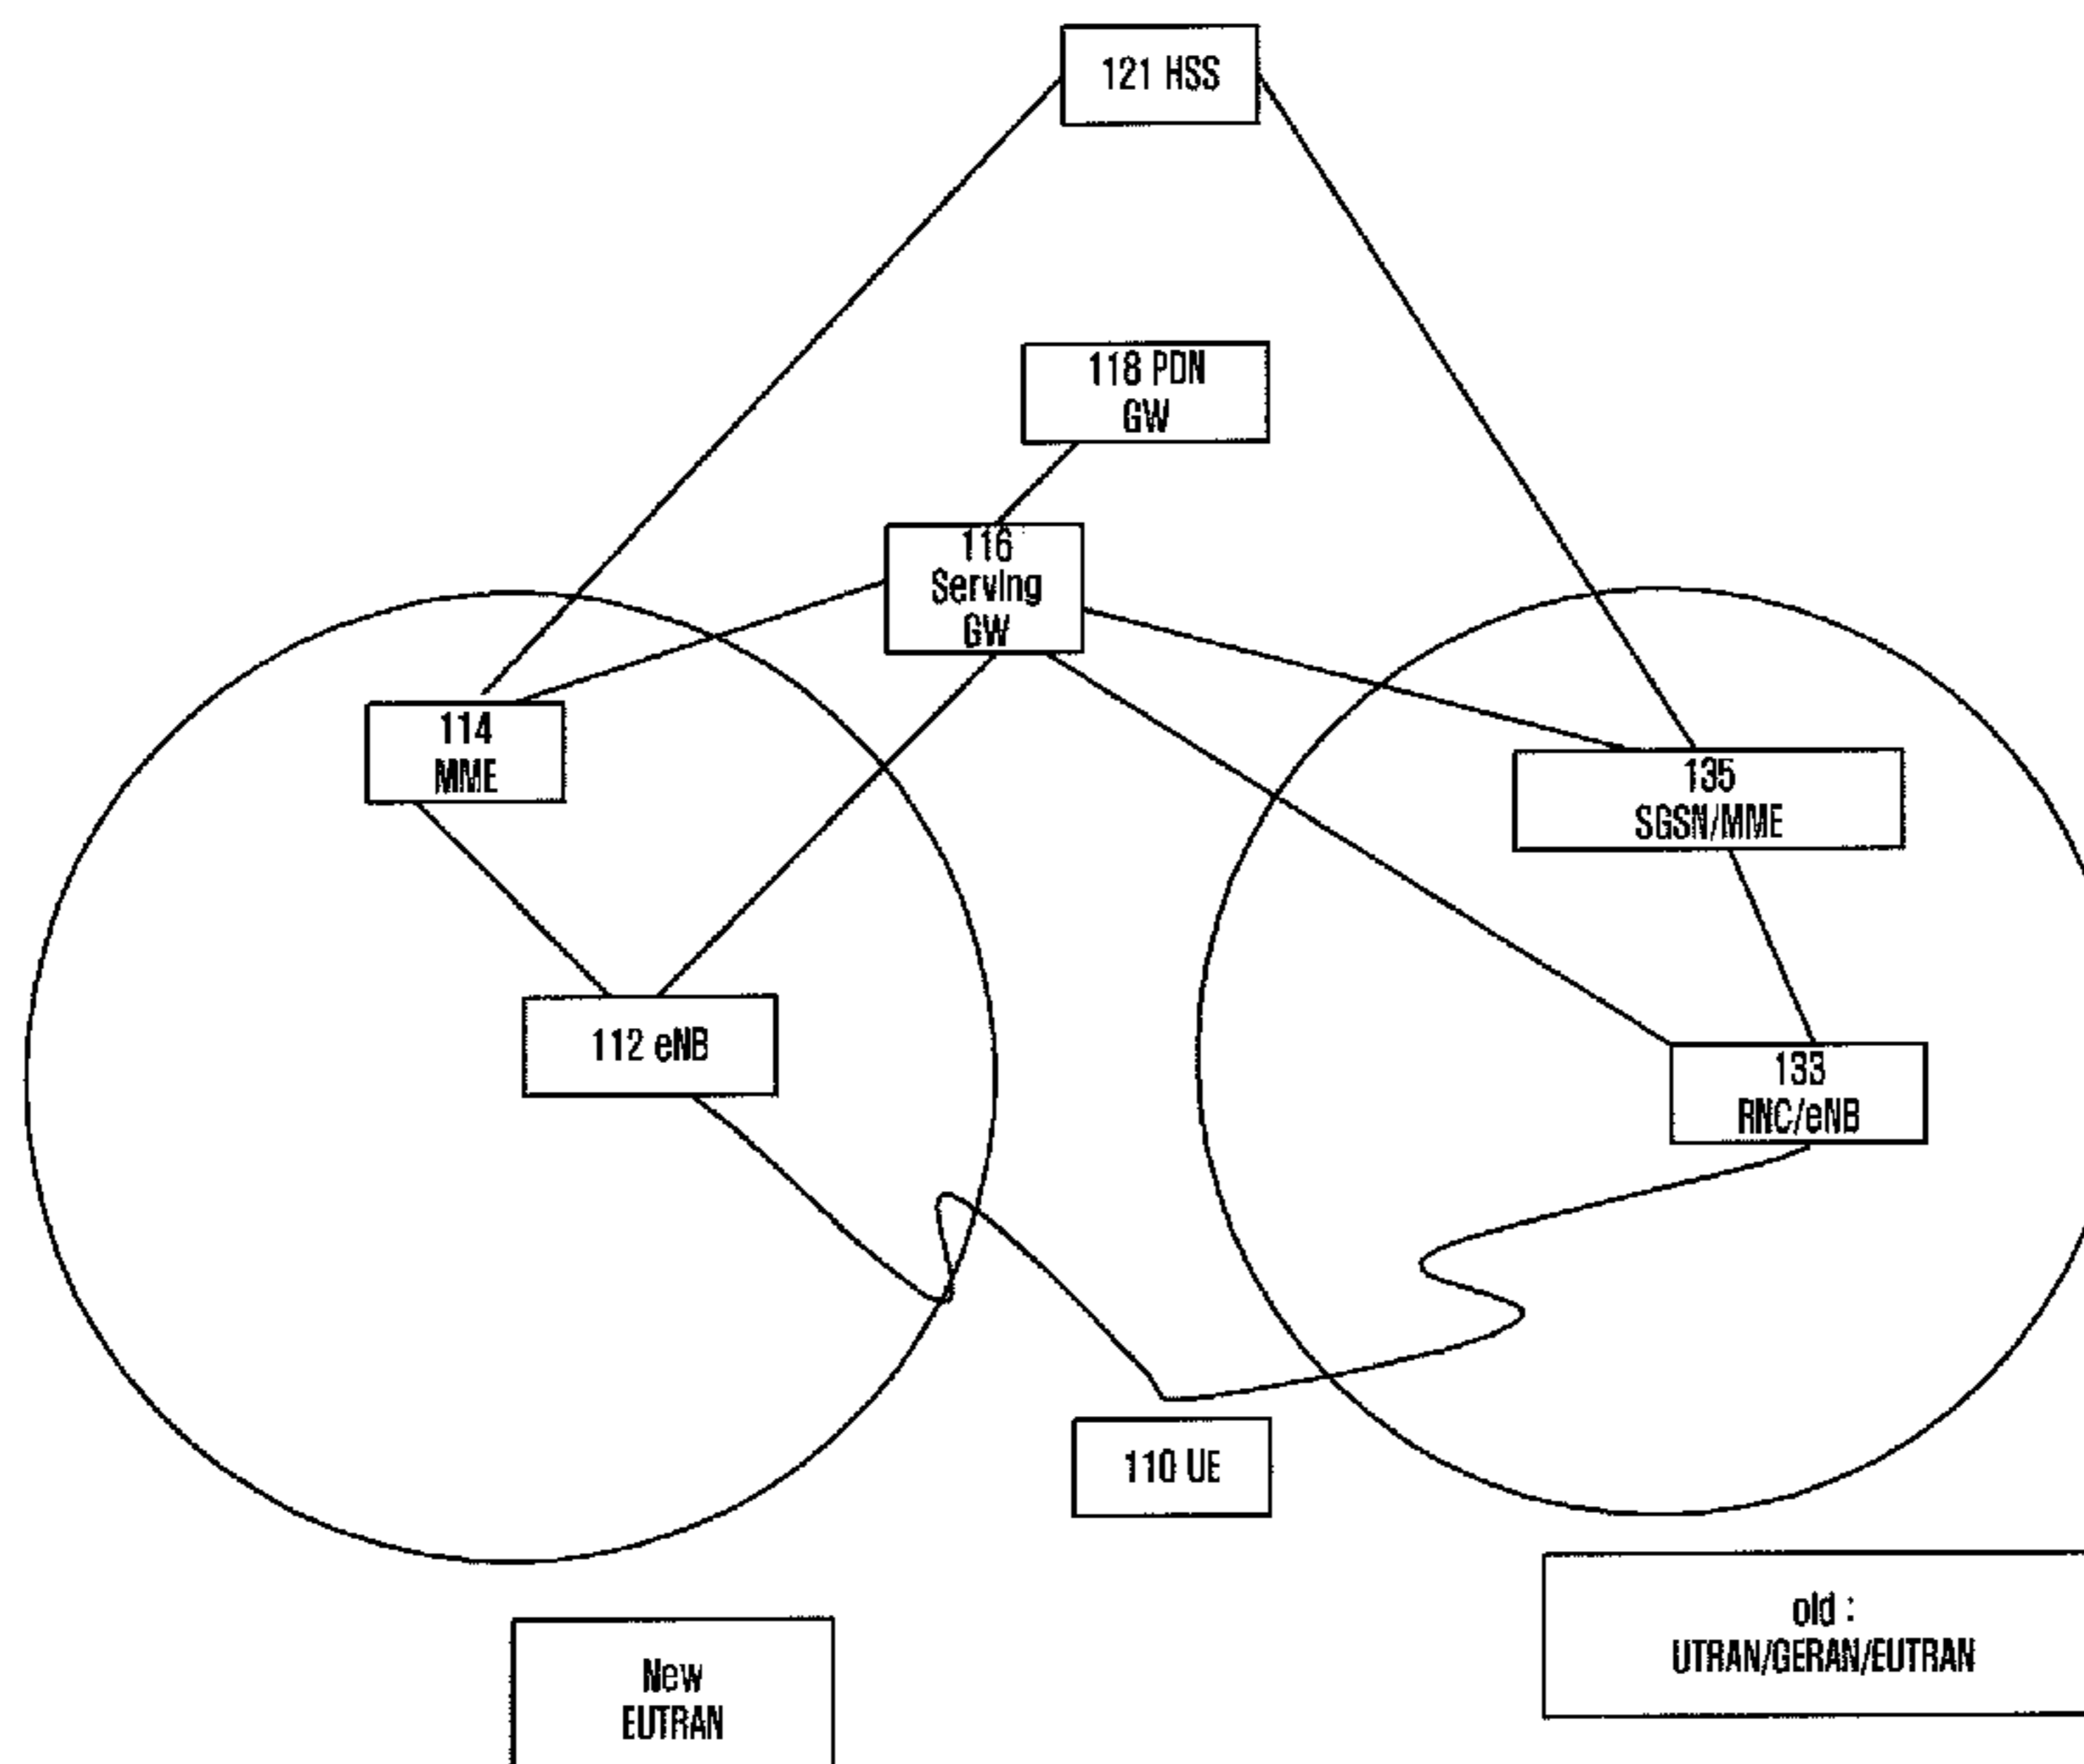 121 HSS
118 PDN
GW
116
Serving
GW
114
MME
135
SGSN/MME
112 eNB
133
RNC/eNB
110 UE
old :
UTRAN/GERAN/EUTRAN
New
EUTRAN